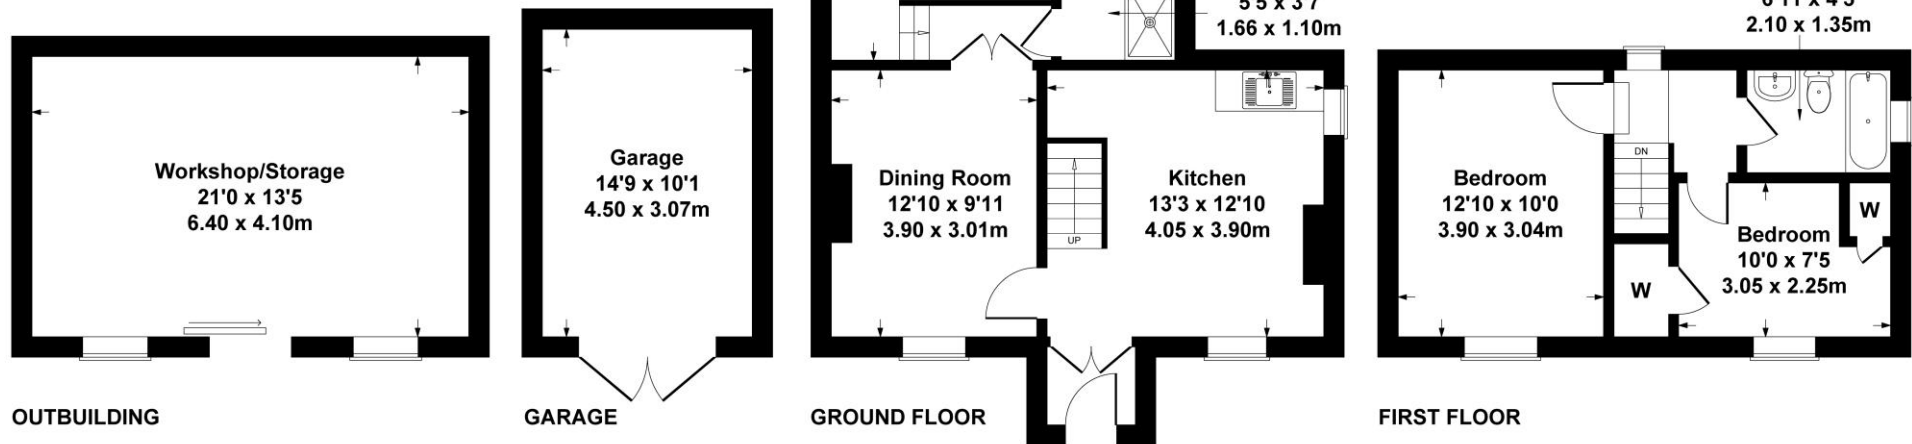 5'5 x 3'7
1.66 x 1.10m
2.10 x 1.35m
Workshop/Storage
21'0 x 13'5
6.40 x 4.10m
Garage
14'9 x 10'1
4.50 x 3.07m
Dining Room
12'10 x 9'11
3.90 x 3.01m
UP
Kitchen
13'3 x 12'10
4.05 x 3.90m
Bedroom
12'10 x 10'0
3.90 x 3.04m
DN
W
W
Bedroom
10'0 x 7'5
3.05 x 2.25m
OUTBUILDING
GARAGE
GROUND FLOOR
FIRST FLOOR